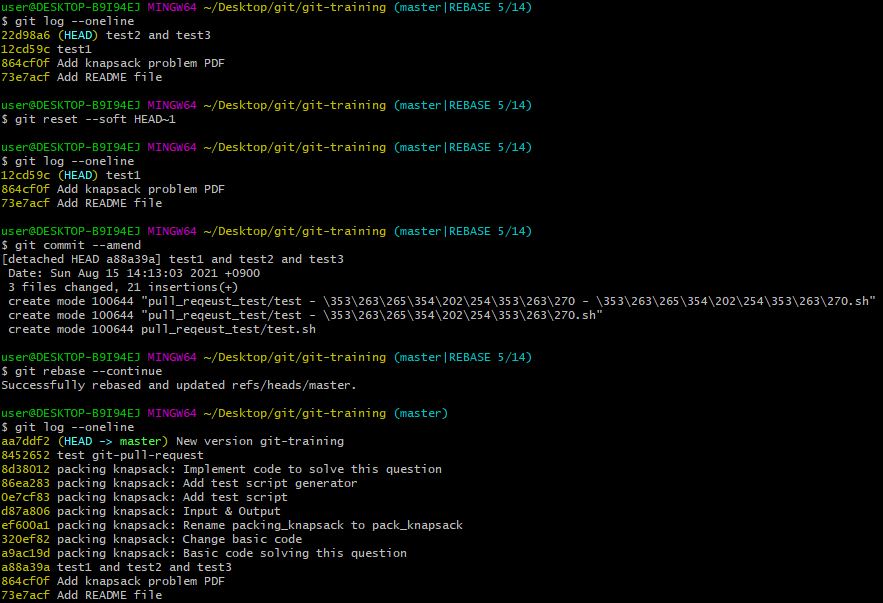 user@DESKTOP-B9I94EJ MINGW64 ~/Desktop/git/git-training (master|REBASE 5/14)
$ git log --oneline
22d98a6 (HEAD) test2 and test3
12cd59c test1
864cf0f Add knapsack problem PDF
73e7acf Add README file
user@DESKTOP-B9I94EJ MINGW64 ~/Desktop/git/git-training (master|REBASE 5/14)
$ git reset --soft HEAD~1
user@DESKTOP-B9I94EJ MINGW64 ~/Desktop/git/git-training (master|REBASE 5/14)
$ git log --oneline
12cd59c (HEAD) test1
864cf0f Add knapsack problem PDF
73e7acf Add README file
user@DESKTOP-B9I94EJ MINGW64 ~/Desktop/git/git-training (master|REBASE 5/14)
$ git commit --amend
[detached HEAD a88a39a] test1 and test2 and test3
 Date: Sun Aug 15 14:13:03 2021 +0900
 3 files changed, 21 insertions(+)
 create mode 100644 "pull_reqeust_test/test - \353\263\265\354\202\254\353\263\270 - \353\263\265\354\202\254\353\263\270.sh"
 create mode 100644 "pull_reqeust_test/test - \353\263\265\354\202\254\353\263\270.sh"
 create mode 100644 pull_reqeust_test/test.sh
user@DESKTOP-B9I94EJ MINGW64 ~/Desktop/git/git-training (master|REBASE 5/14)
$ git rebase --continue
Successfully rebased and updated refs/heads/master.
user@DESKTOP-B9I94EJ MINGW64 ~/Desktop/git/git-training (master)
$ git log --oneline
aa7ddf2 (HEAD -> master) New version git-training
8452652 test git-pull-request
8d38012 packing knapsack: Implement code to solve this question
86ea283 packing knapsack: Add test script generator
0e7cf83 packing knapsack: Add test script
d87a806 packing knapsack: Input & Output
ef600a1 packing knapsack: Rename packing_knapsack to pack_knapsack
320ef82 packing knapsack: Change basic code
a9ac19d packing knapsack: Basic code solving this question
a88a39a test1 and test2 and test3
864cf0f Add knapsack problem PDF
73e7acf Add README file